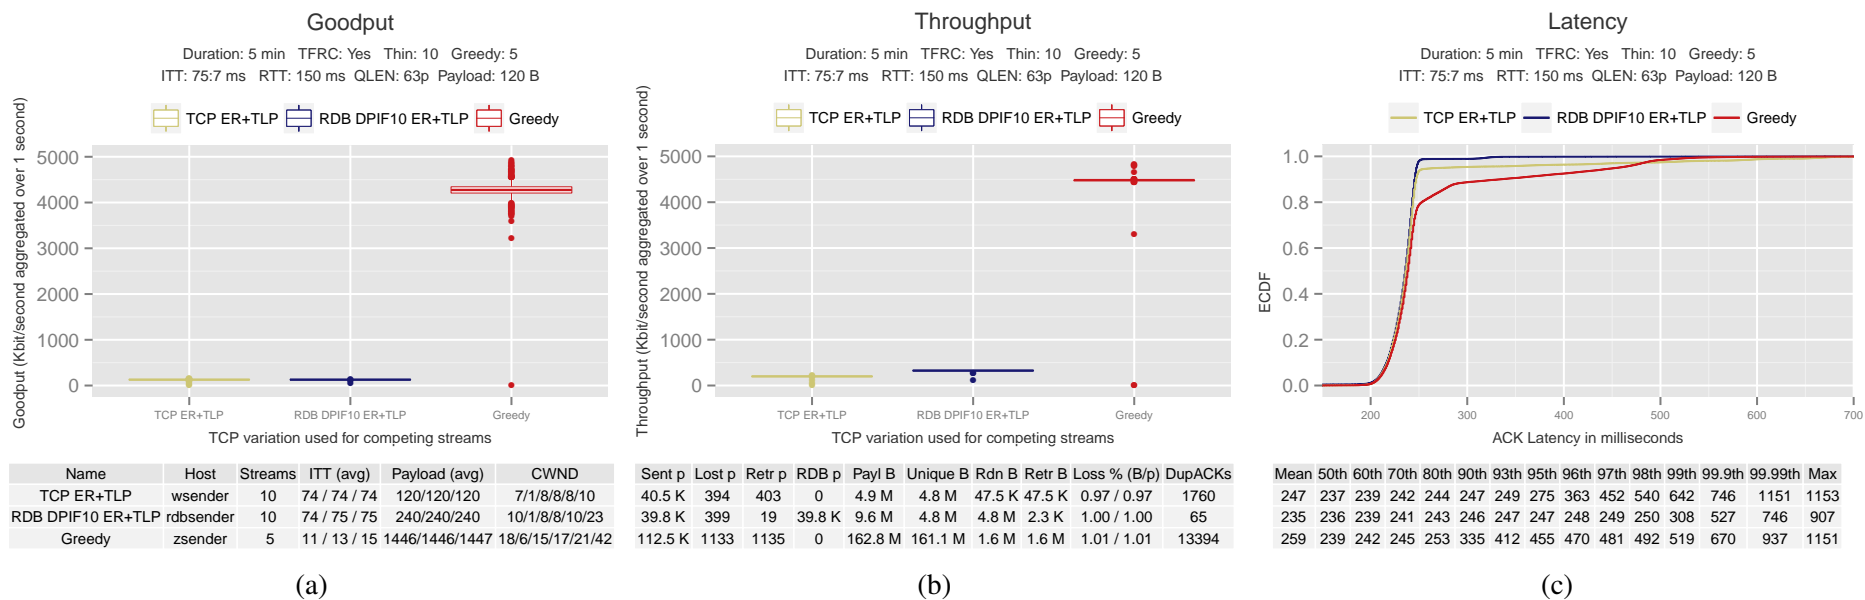 Goodput
Duration: 5 min TFRC: Yes Thin: 10 Greedy: 5
ITT: 75:7 ms RTT: 150 ms QLEN: 63p Payload: 120 B
TCP ER+TLP RDB DPIF10 ER+TLP Greedy
Goodput (Kbit/second aggregated over 1 second)
5000
4000
3000
2000
1000
0
TCP ER+TLP RDB DPIF10 ER+TLP Greedy
TCP variation used for competing streams
Name Host Streams ITT (avg) Payload (avg) CWND
TCP ER+TLP wsender 10 74 / 74 / 74 120/120/120 7/1/8/8/8/10
RDB DPIF10 ER+TLP rdbsender 10 74 / 75 / 75 240/240/240 10/1/8/8/10/23
Greedy zsender 5 11 / 13 / 15 1446/1446/1447 18/6/15/17/21/42
(a)
Throughput
Duration: 5 min TFRC: Yes Thin: 10 Greedy: 5
ITT: 75:7 ms RTT: 150 ms QLEN: 63p Payload: 120 B
TCP ER+TLP RDB DPIF10 ER+TLP Greedy
Throughput (Kbit/second aggregated over 1 second)
5000
4000
3000
2000
1000
0
TCP ER+TLP RDB DPIF10 ER+TLP Greedy
TCP variation used for competing streams
Sent p Lost p Retr p RDB p Payl B Unique B Rdn B Retr B Loss % (B/p) DupACKs
40.5 K 394 403 0 4.9 M 4.8 M 47.5 K 47.5 K 0.97 / 0.97 1760
39.8 K 399 19 39.8 K 9.6 M 4.8 M 4.8 M 2.3 K 1.00 / 1.00 65
112.5 K 1133 1135 0 162.8 M 161.1 M 1.6 M 1.6 M 1.01 / 1.01 13394
(b)
Latency
Duration: 5 min TFRC: Yes Thin: 10 Greedy: 5
ITT: 75:7 ms RTT: 150 ms QLEN: 63p Payload: 120 B
TCP ER+TLP RDB DPIF10 ER+TLP Greedy
ECDF
1.0
0.8
0.6
0.4
0.2
0.0
200 300 400 500 600 700
ACK Latency in milliseconds
Mean 50th 60th 70th 80th 90th 93th 95th 96th 97th 98th 99th 99.9th 99.99th Max
247 237 239 242 244 247 249 275 363 452 540 642 746 1151 1153
235 236 239 241 243 246 247 247 248 249 250 308 527 746 907
259 239 242 245 253 335 412 455 470 481 492 519 670 937 1151
(c)